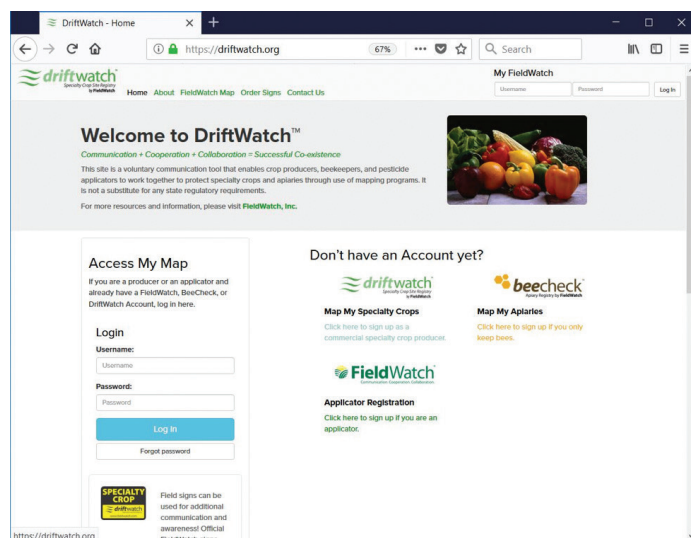 DriftWatch - Home
https://driftwatch.org
67%
Search
driftwatch
Specialty Crop Site Registry
by FieldWatch
Home About FieldWatch Map Order Signs Contact Us
My FieldWatch
Username
Password
Log In
Welcome to DriftWatch™
Communication + Cooperation + Collaboration = Successful Co-existence
This site is a voluntary communication tool that enables crop producers, beekeepers, and pesticide
applicators to work together to protect specialty crops and apiaries through use of mapping programs. It
is not a substitute for any state regulatory requirements.
For more resources and information, please visit FieldWatch, Inc.
Access My Map
If you are a producer or an applicator and
already have a FieldWatch, BeeCheck, or
DriftWatch Account, log in here.
Login
Username:
Username
Password:
Password
Log In
Forgot password
SPECIALTY
CROP
driftwatch
Field signs can be
used for additional
communication and
awareness! Official
Don't have an Account yet?
driftwatch
Specialty Crop Site Registry
by FieldWatch
Map My Specialty Crops
Click here to sign up as a
commercial specialty crop producer.
beecheck
Apiary Registry by FieldWatch
Map My Apiaries
Click here to sign up if you only
keep bees.
FieldWatch
Communication. Cooperation. Collaboration.
Applicator Registration
Click here to sign up if you are an
applicator.
https://driftwatch.org